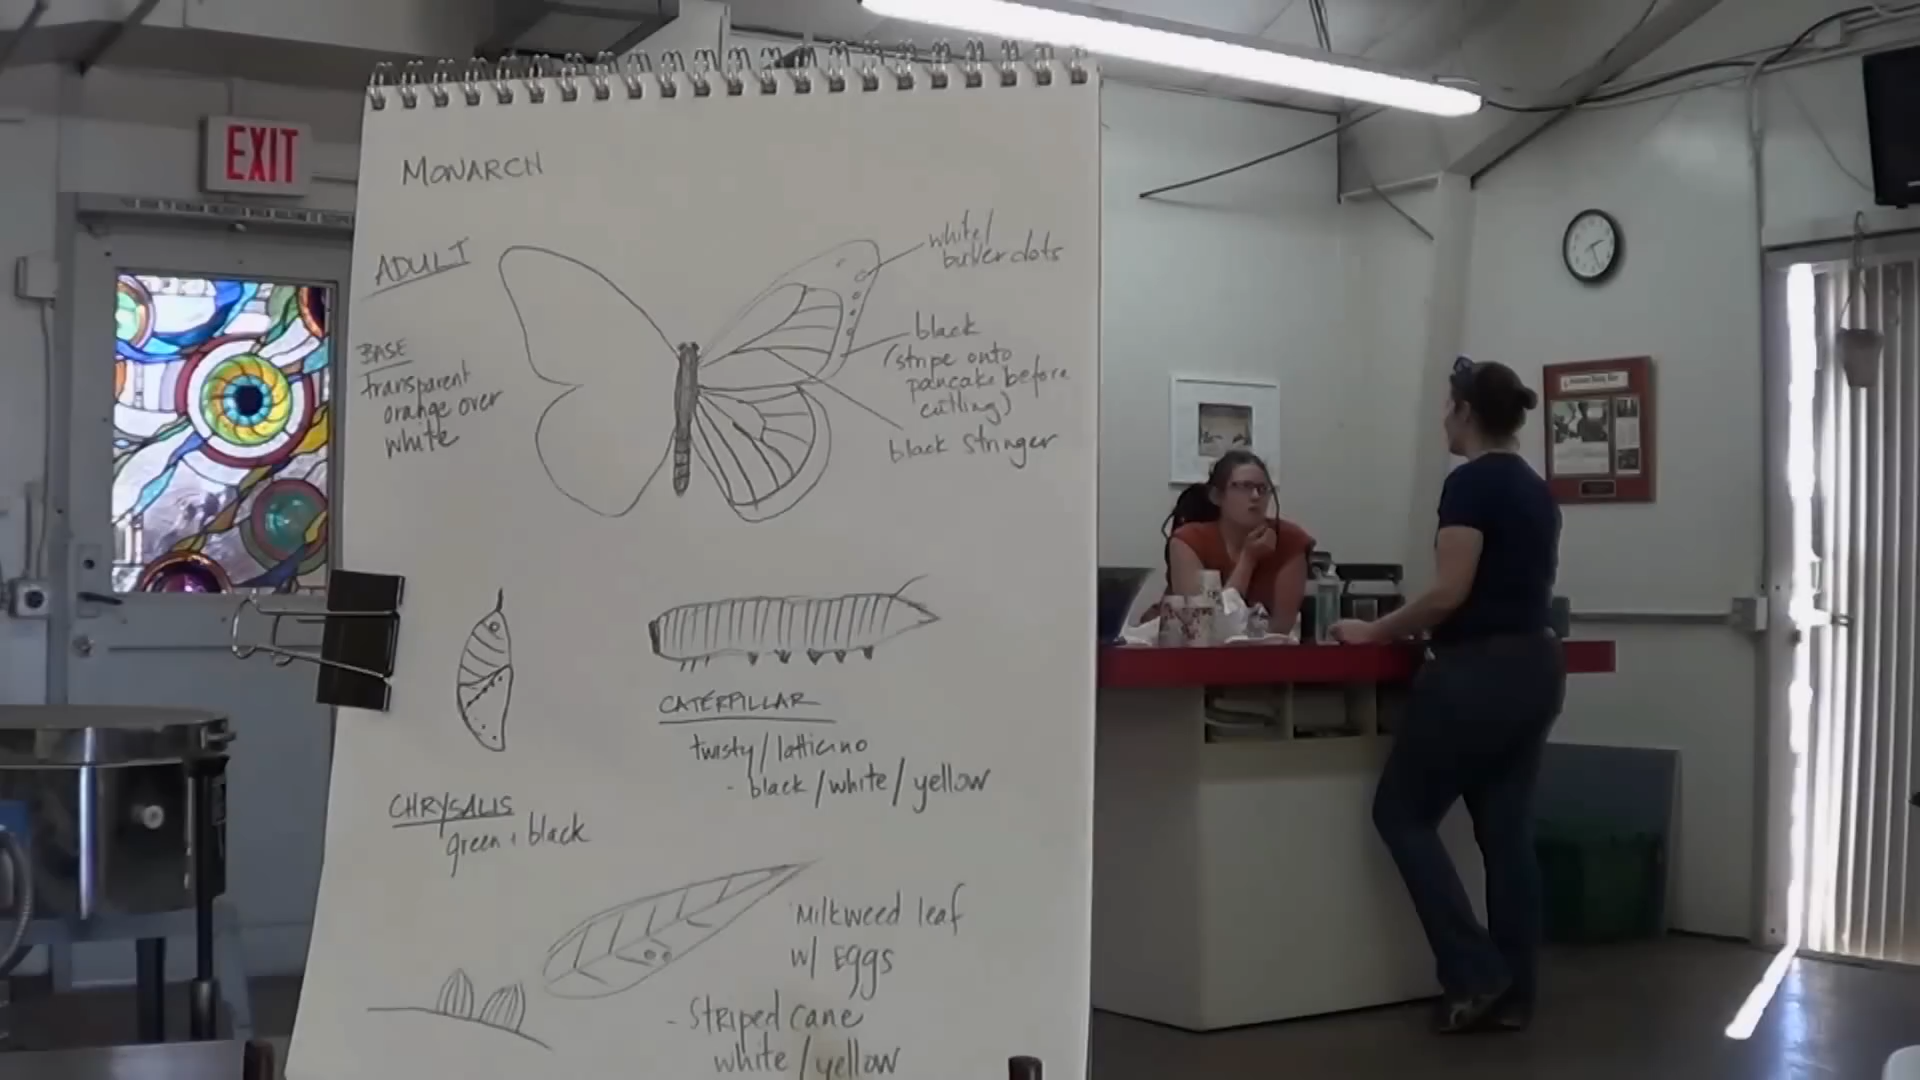 EXIT
MONARCH
ADULT
white/
butter dots
BASE
transparent
orange over
white
black
(stripe onto
pancake before
cutting)
black stringer
CATERPILLAR
twisty/latticino
- black/white/yellow
CHRYSALIS
green + black
Milkweed leaf
w/ Eggs
- Striped cane
white/yellow